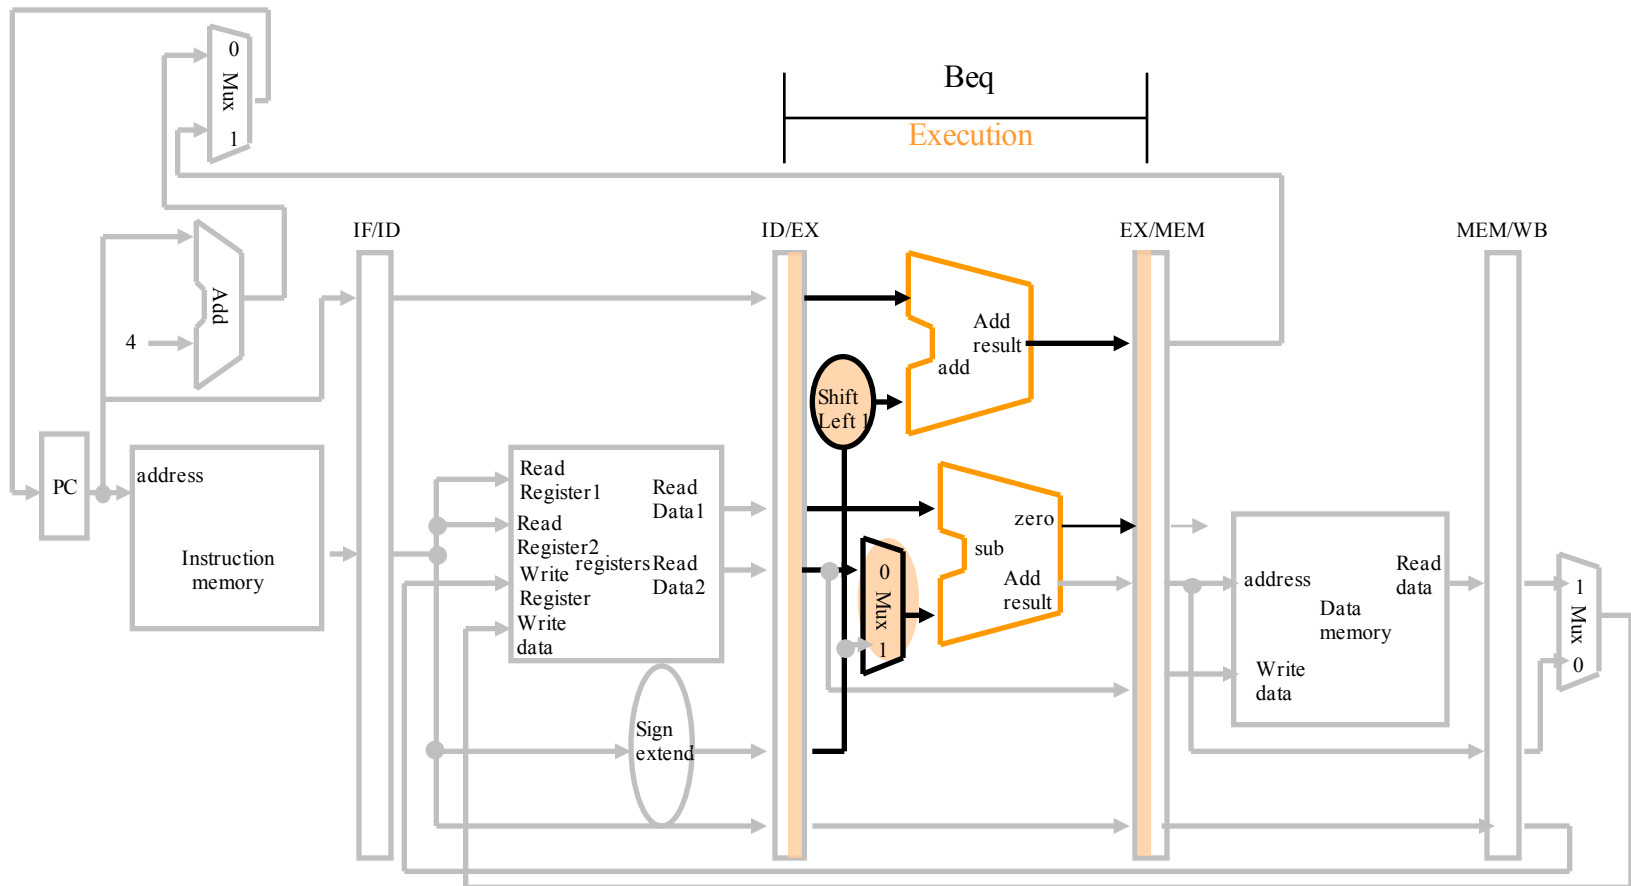 0
Mux
1
Beq
Execution
IF/ID
ID/EX
EX/MEM
MEM/WB
Add
4
Add
result
add
Shift
Left 1
PC
address
Instruction
memory
Read
Register1
Read
Register2
Write
Register
Write
data
registers
Read
Data1
Read
Data2
Sign
extend
0
Mux
1
zero
sub
Add
result
address
Read
data
Data
memory
Write
data
1
Mux
0